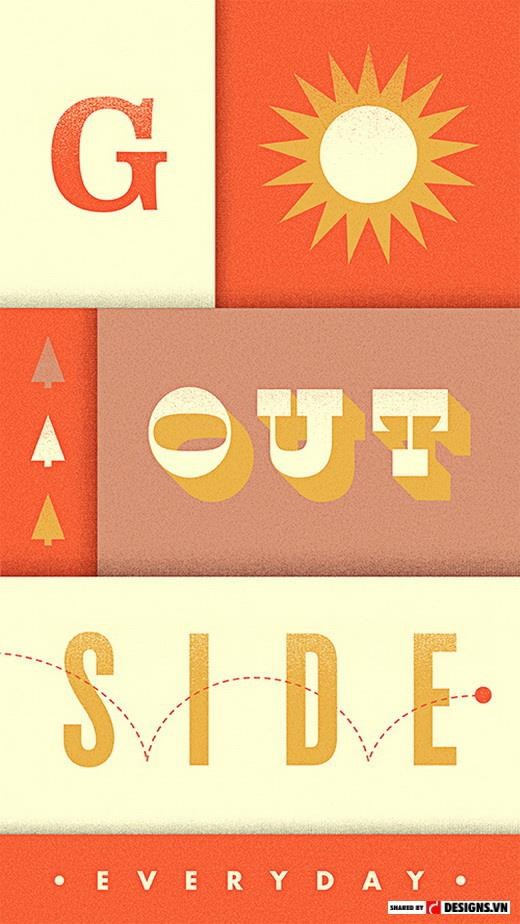 G
OUT
SIDE
• EVERYDAY •
SHARED BY DESIGNS.VN